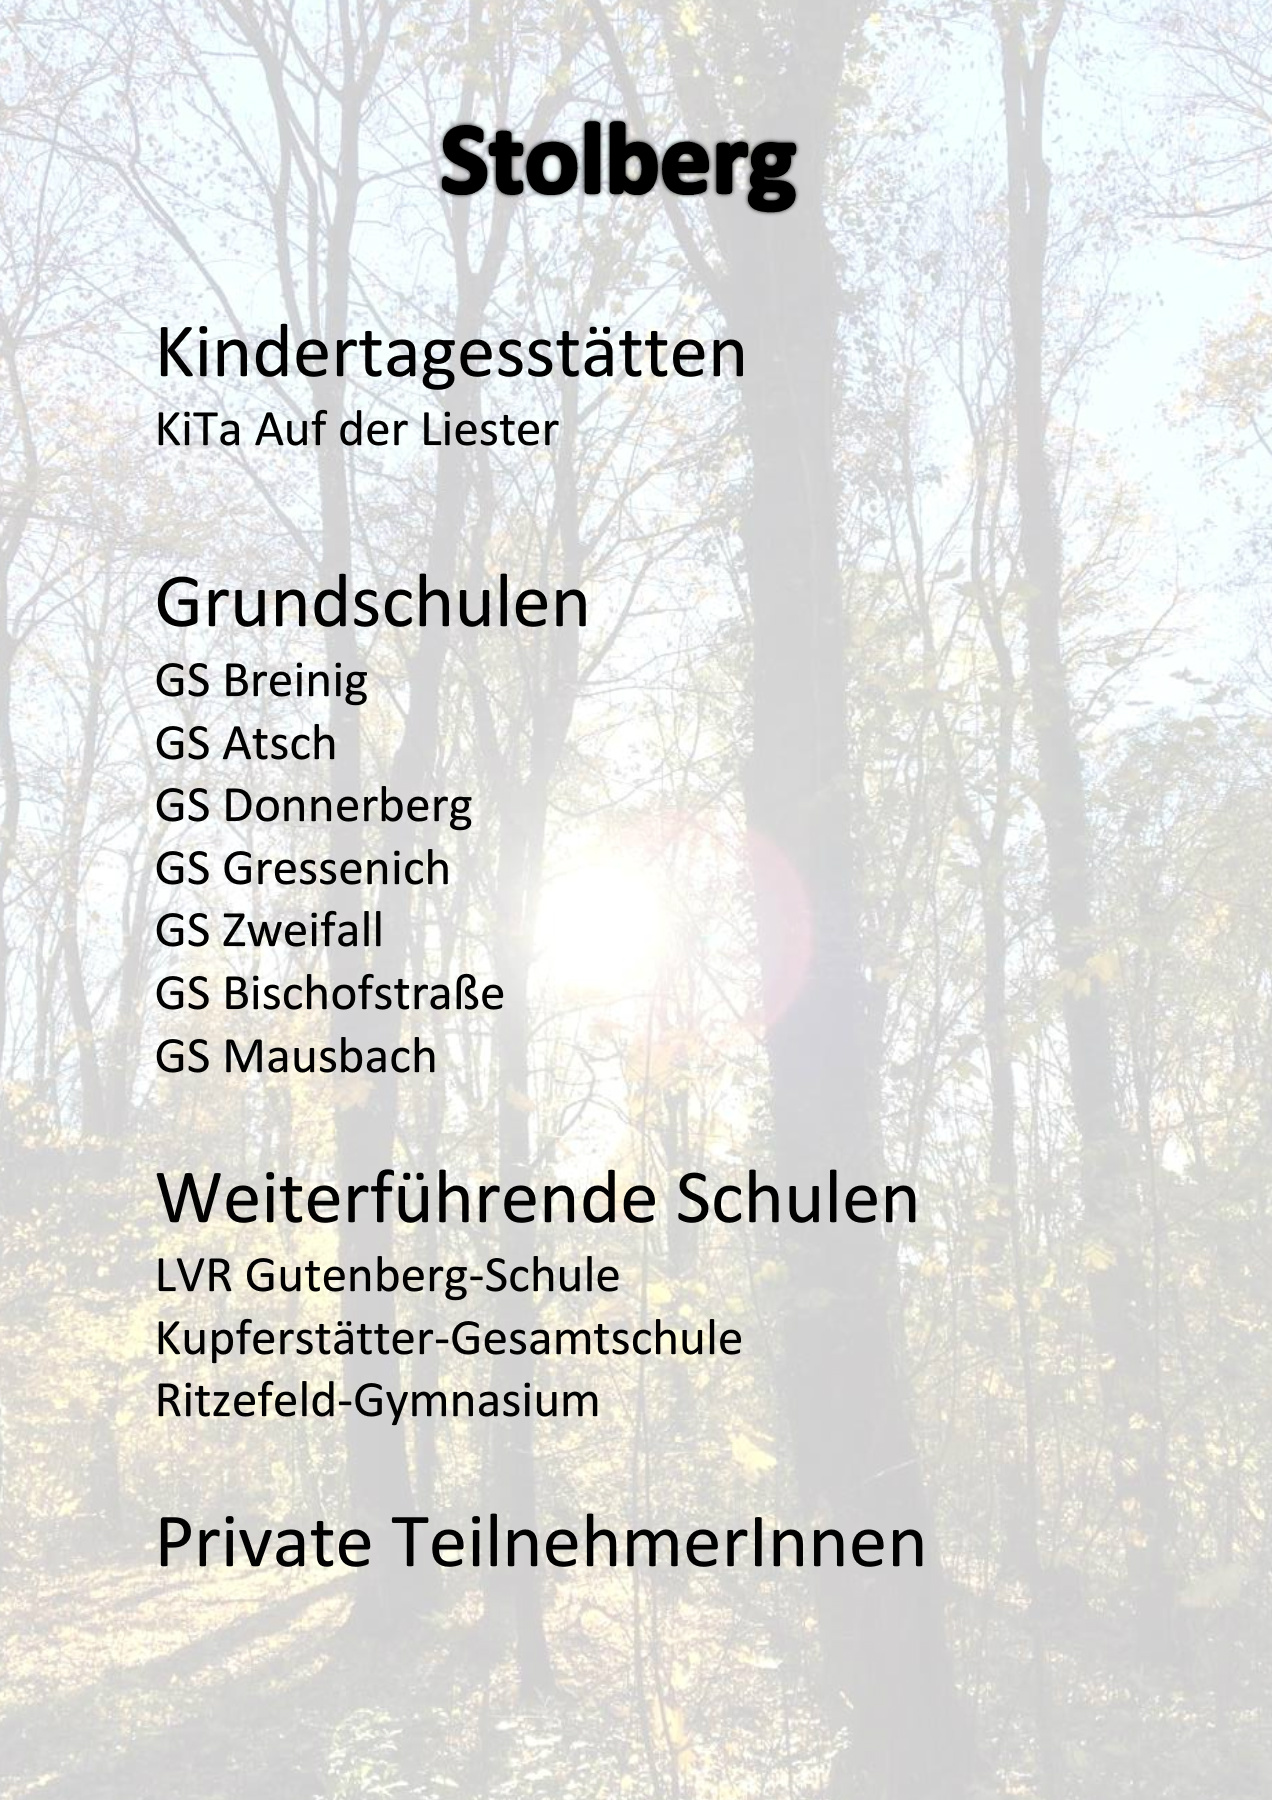 Stolberg
Kindertagesstätten
KiTa Auf der Liester
Grundschulen
GS Breinig
GS Atsch
GS Donnerberg
GS Gressenich
GS Zweifall
GS Bischofstraße
GS Mausbach
Weiterführende Schulen
LVR Gutenberg-Schule
Kupferstätter-Gesamtschule
Ritzefeld-Gymnasium
Private TeilnehmerInnen